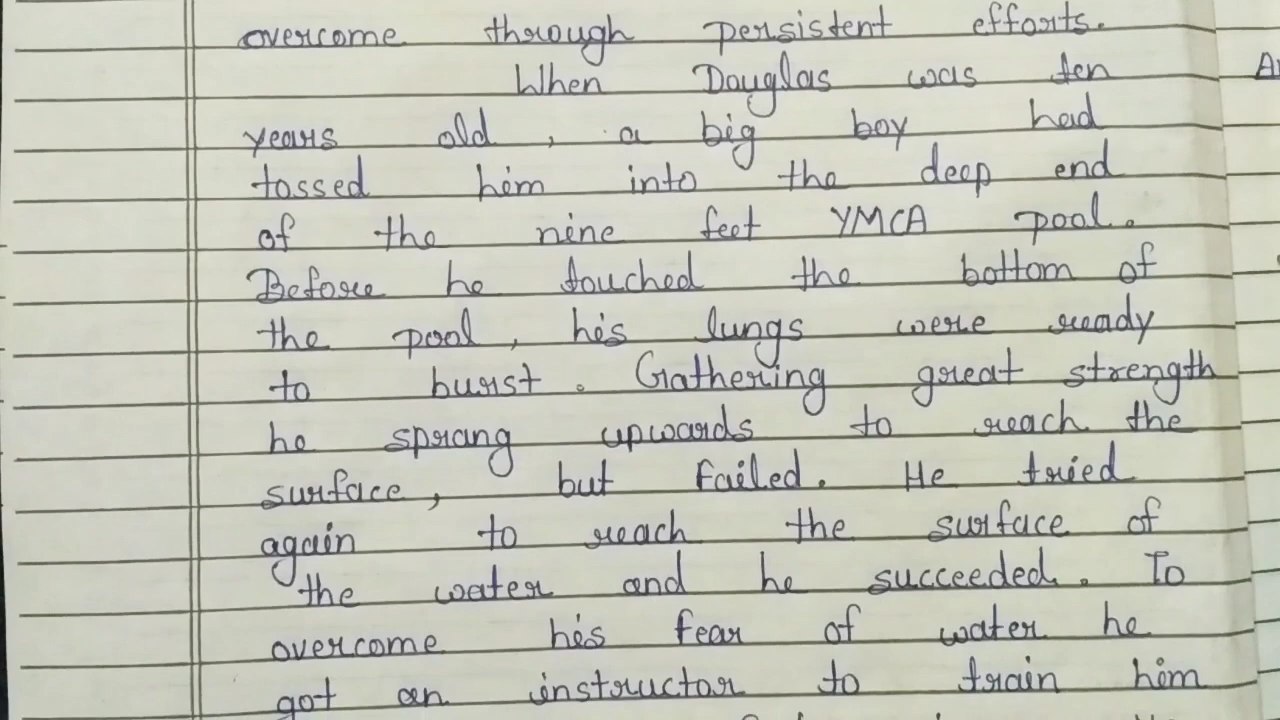 overcome through persistent efforts.
When Douglas was ten
years old, a big boy had
tossed him into the deep end
of the nine feet YMCA pool.
Before he touched the bottom of
the pool, his lungs were ready
to burst. Gathering great strength
he sprang upwards to reach the
surface, but failed. He tried
again to reach the surface of
the water and he succeeded. To
overcome his fear of water he
got an instructor to train him